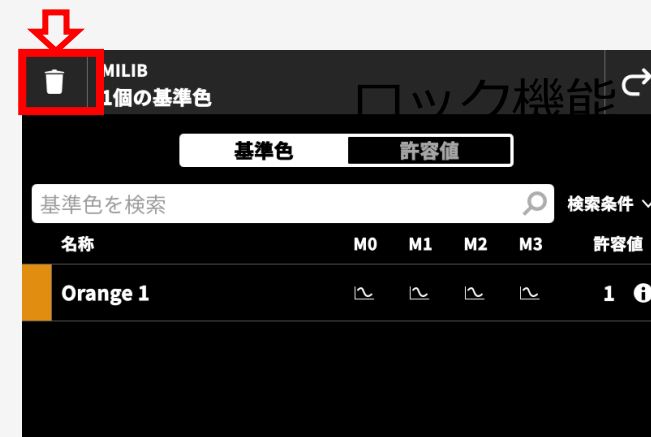 MILIB
1個の基準色
ロック機能
基準色 許容値
基準色を検索 検索条件
名称 M0 M1 M2 M3 許容値
Orange 1 1